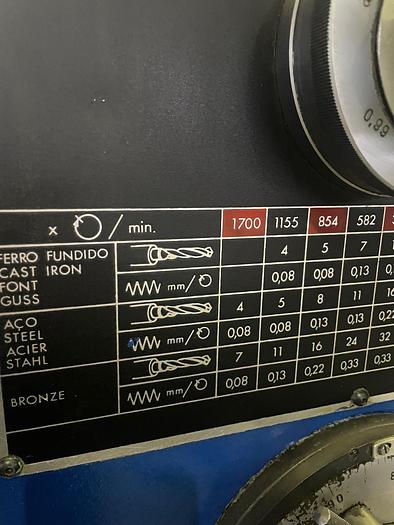 0,99
x /min. 1700 1155 854 582
FERRO FUNDIDO 4 5 7
CAST IRON
FONT mm/ 0,08 0,08 0,13
GUSS
AÇO 4 5 8 11
STEEL
ACIER mm/ 0,08 0,08 0,13 0,13 0,22
STAHL
7 11 16 24 32
BRONZE mm/ 0,08 0,13 0,22 0,33 0,33